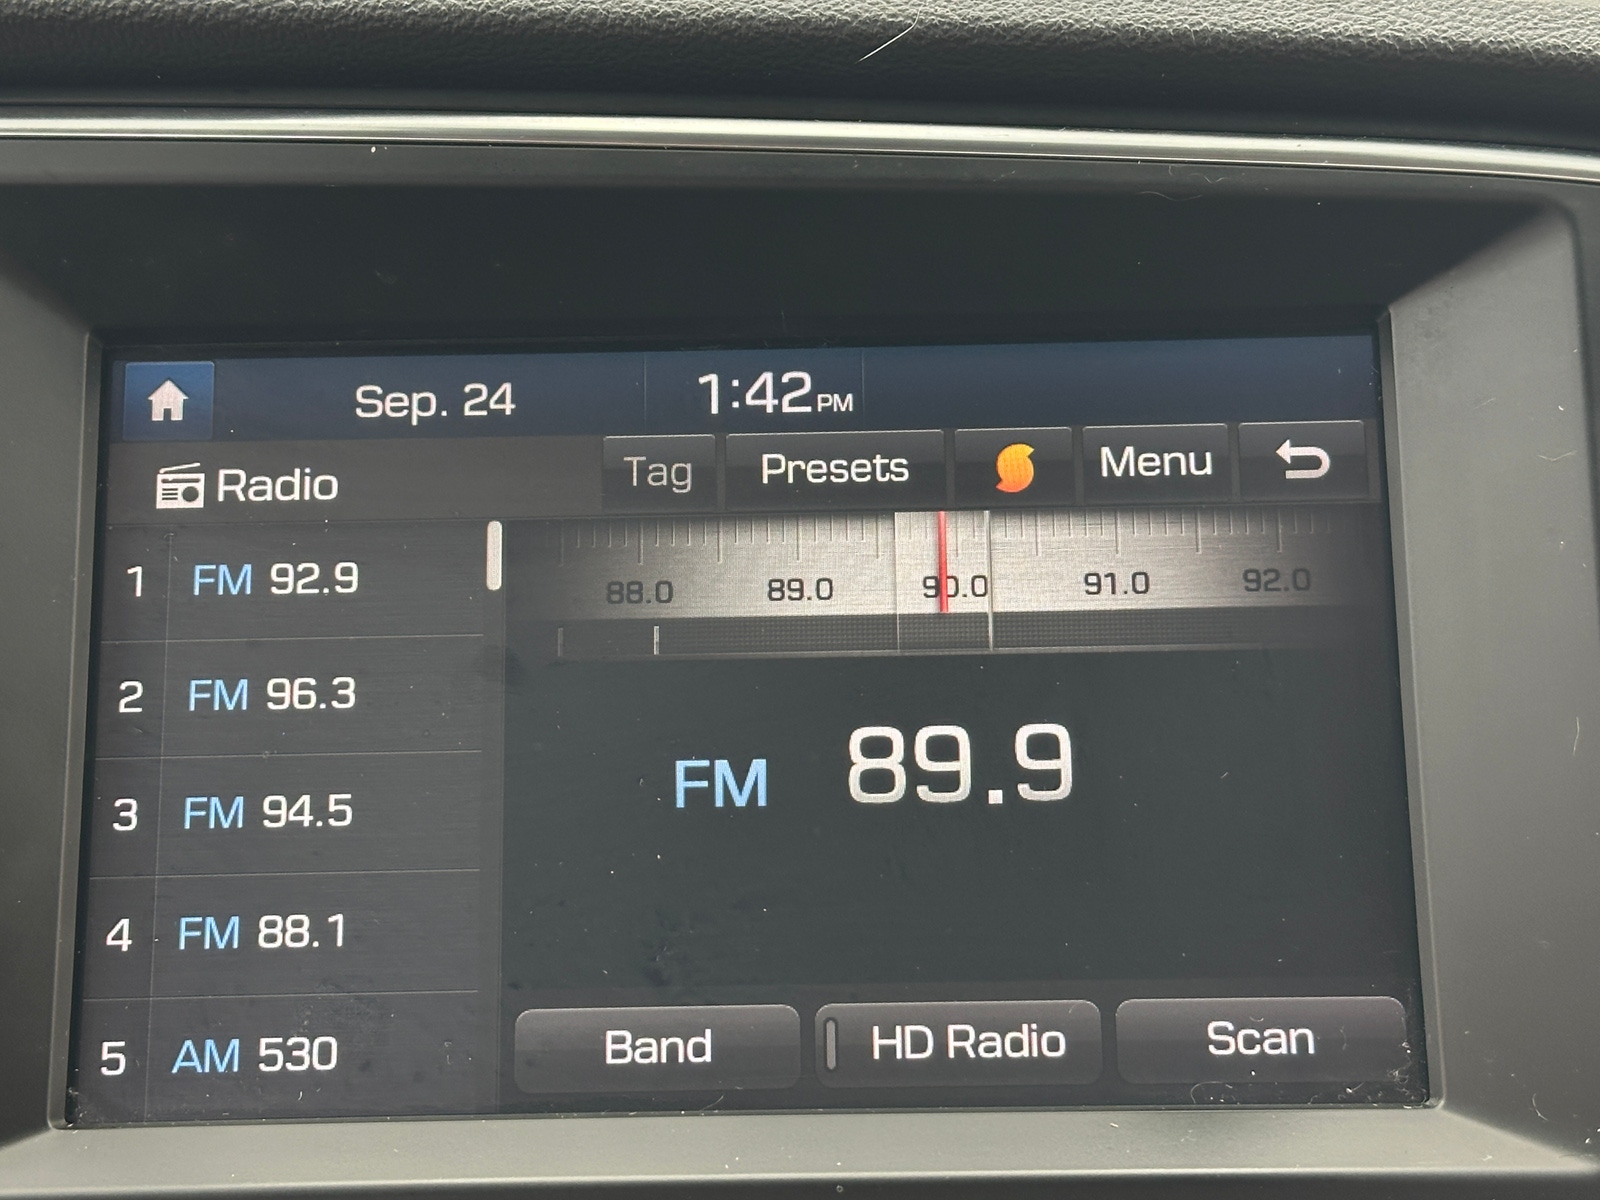 Sep. 24 1:42 PM
Radio Tag Presets Menu
88.0 89.0 90.0 91.0 92.0
1 FM 92.9
2 FM 96.3
3 FM 94.5
4 FM 88.1
5 AM 530
FM 89.9
Band HD Radio Scan